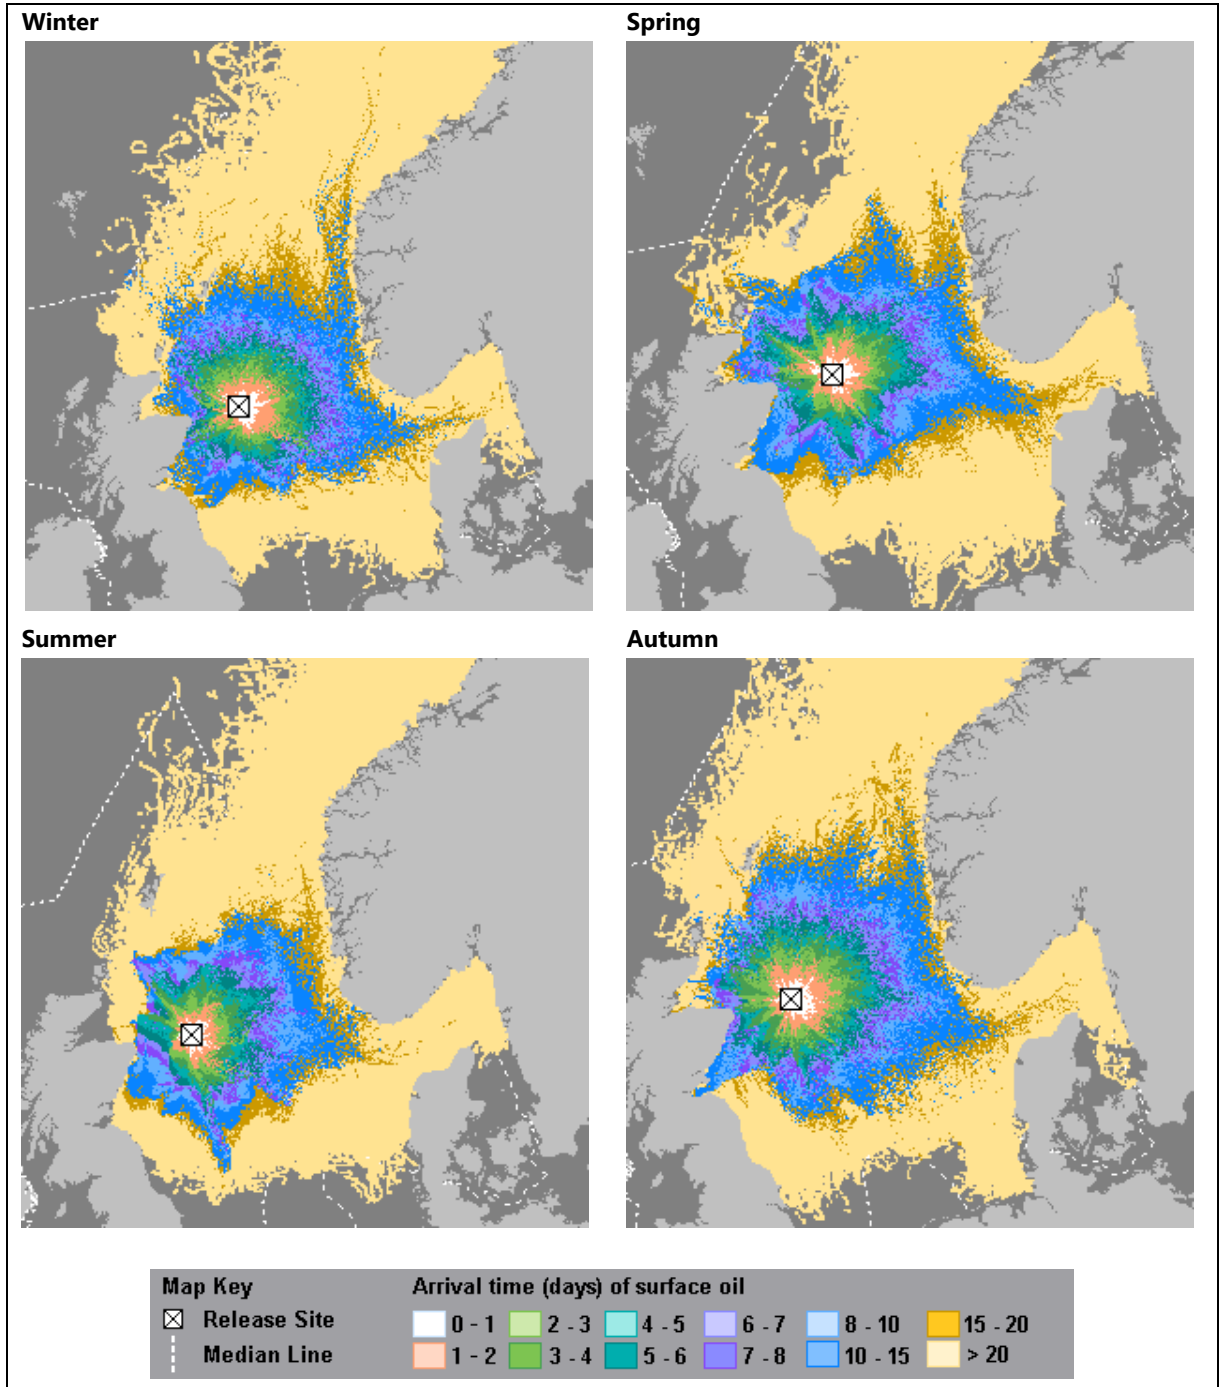 Winter
Spring
Summer
Autumn
Map Key
Arrival time (days) of surface oil
Release Site
0 - 1
2 - 3
4 - 5
6 - 7
8 - 10
15 - 20
Median Line
1 - 2
3 - 4
5 - 6
7 - 8
10 - 15
> 20